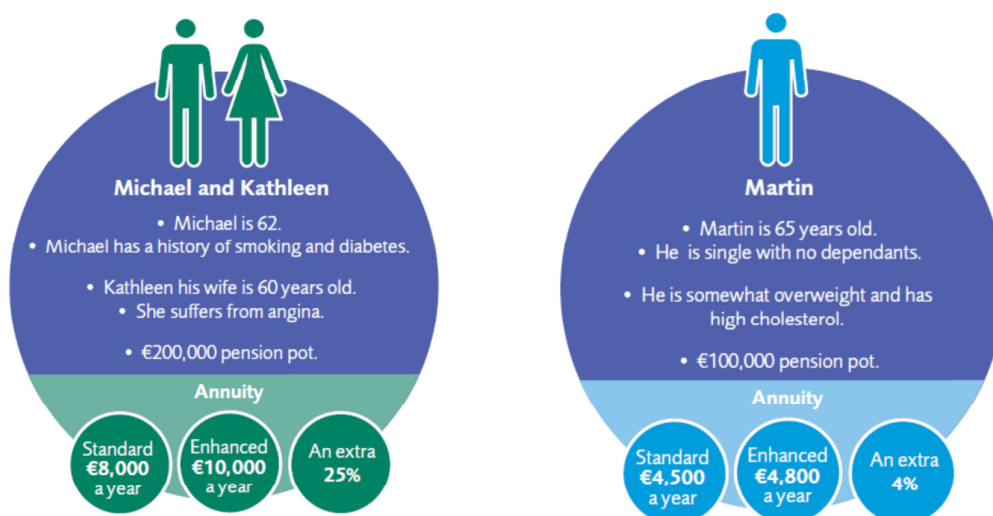 Michael and Kathleen
• Michael is 62.
• Michael has a history of smoking and diabetes.
• Kathleen his wife is 60 years old.
• She suffers from angina.
• €200,000 pension pot.
Annuity
Standard
€8,000
a year
Enhanced
€10,000
a year
An extra
25%
Martin
• Martin is 65 years old.
• He is single with no dependants.
• He is somewhat overweight and has
high cholesterol.
• €100,000 pension pot.
Annuity
Standard
€4,500
a year
Enhanced
€4,800
a year
An extra
4%